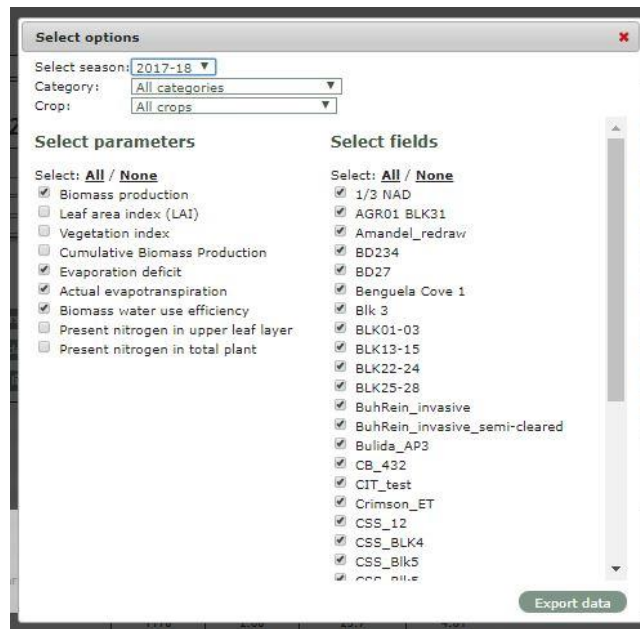 Select options
Select season: 2017-18
Category: All categories
Crop: All crops
Select parameters
Select: All / None
Biomass production
Leaf area index (LAI)
Vegetation index
Cumulative Biomass Production
Evaporation deficit
Actual evapotranspiration
Biomass water use efficiency
Present nitrogen in upper leaf layer
Present nitrogen in total plant
Select fields
Select: All / None
1/3 NAD
AGR01 BLK31
Amandel_redraw
BD234
BD27
Benguela Cove 1
Blk 3
BLK01-03
BLK13-15
BLK22-24
BLK25-28
BuhRein_invasive
BuhRein_invasive_semi-cleared
Bulida_AP3
CB_432
CIT_test
Crimson_ET
CSS_12
CSS_BLK4
CSS_Blk5
Export data